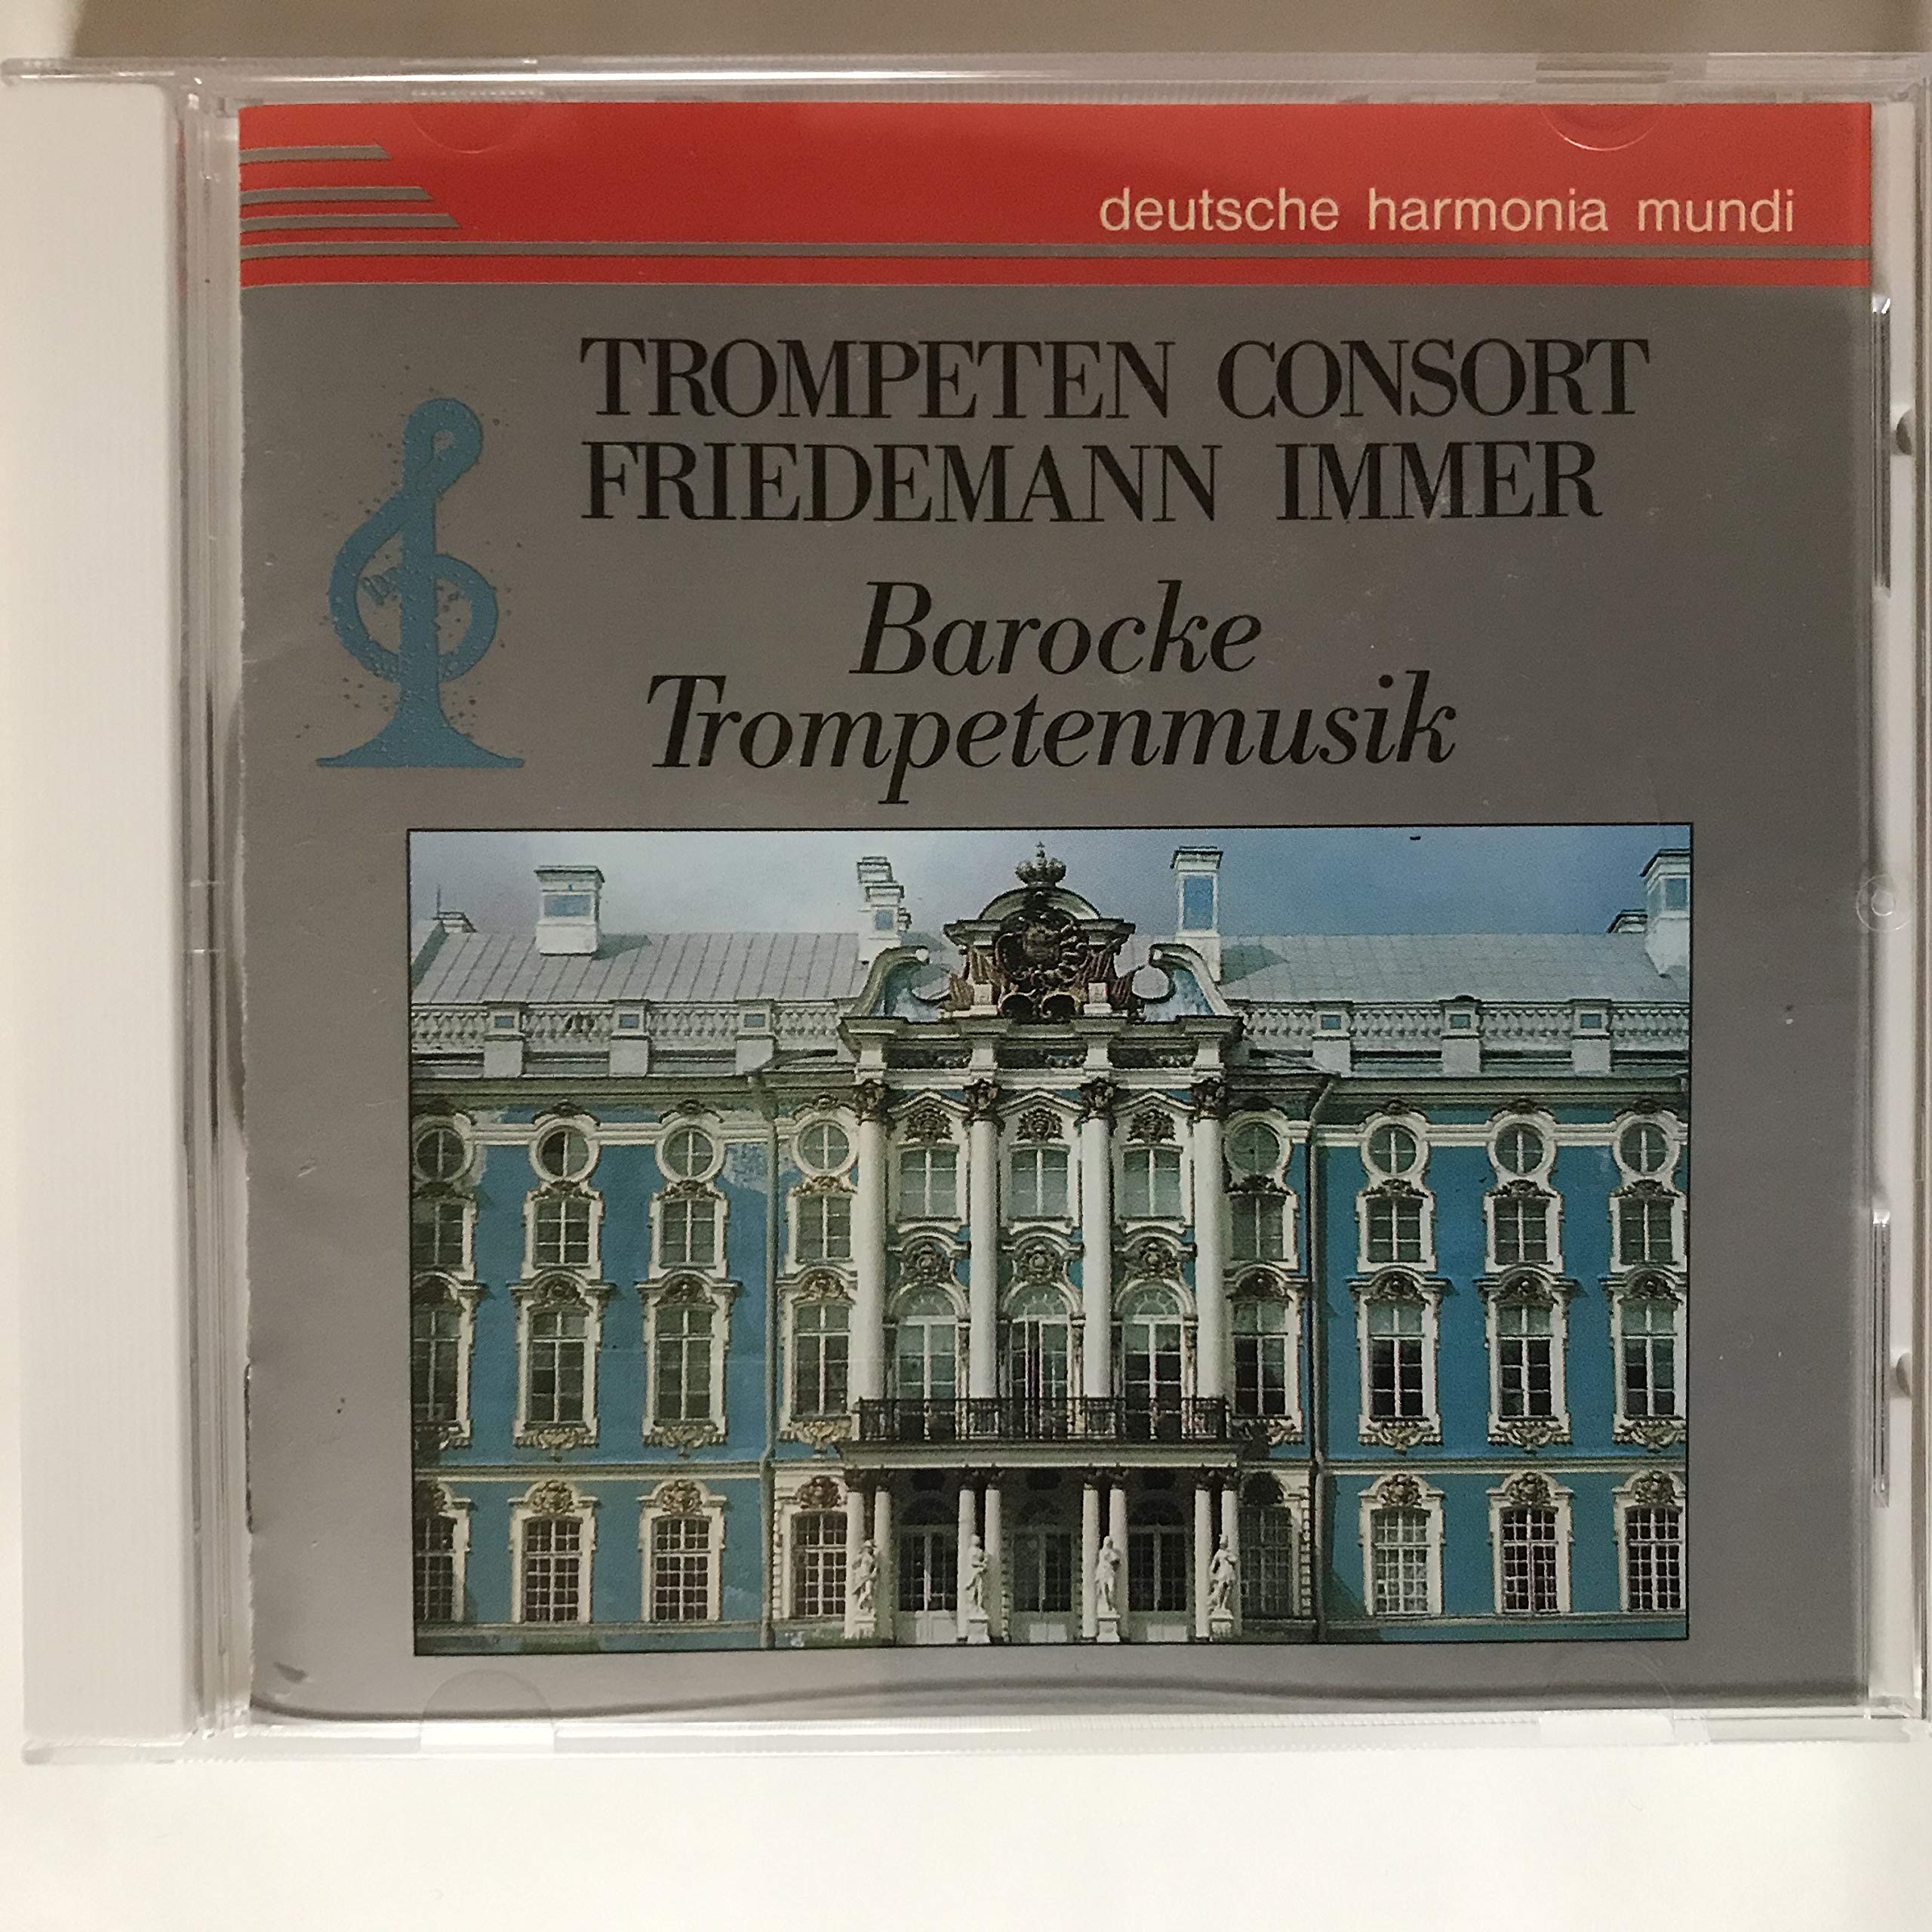 deutsche harmonia mundi
TROMPETEN CONSORT
FRIEDEMANN IMMER
Barocke
Trompetenmusik